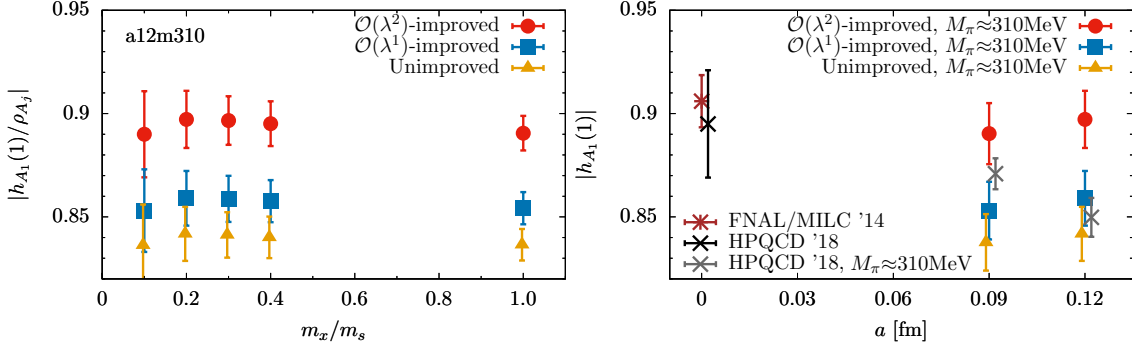 0.95
0.9
0.85
0 0.2 0.4 0.6 0.8 1.0
|h_{A_1}(1)/ρ_{A_j}|
m_x/m_s
a12m310
O(λ²)-improved
O(λ¹)-improved
Unimproved
0.95
0.9
0.85
0 0.03 0.06 0.09 0.12
|h_{A_1}(1)|
a [fm]
O(λ²)-improved, M_π≈310MeV
O(λ¹)-improved, M_π≈310MeV
Unimproved, M_π≈310MeV
FNAL/MILC '14
HPQCD '18
HPQCD '18, M_π≈310MeV